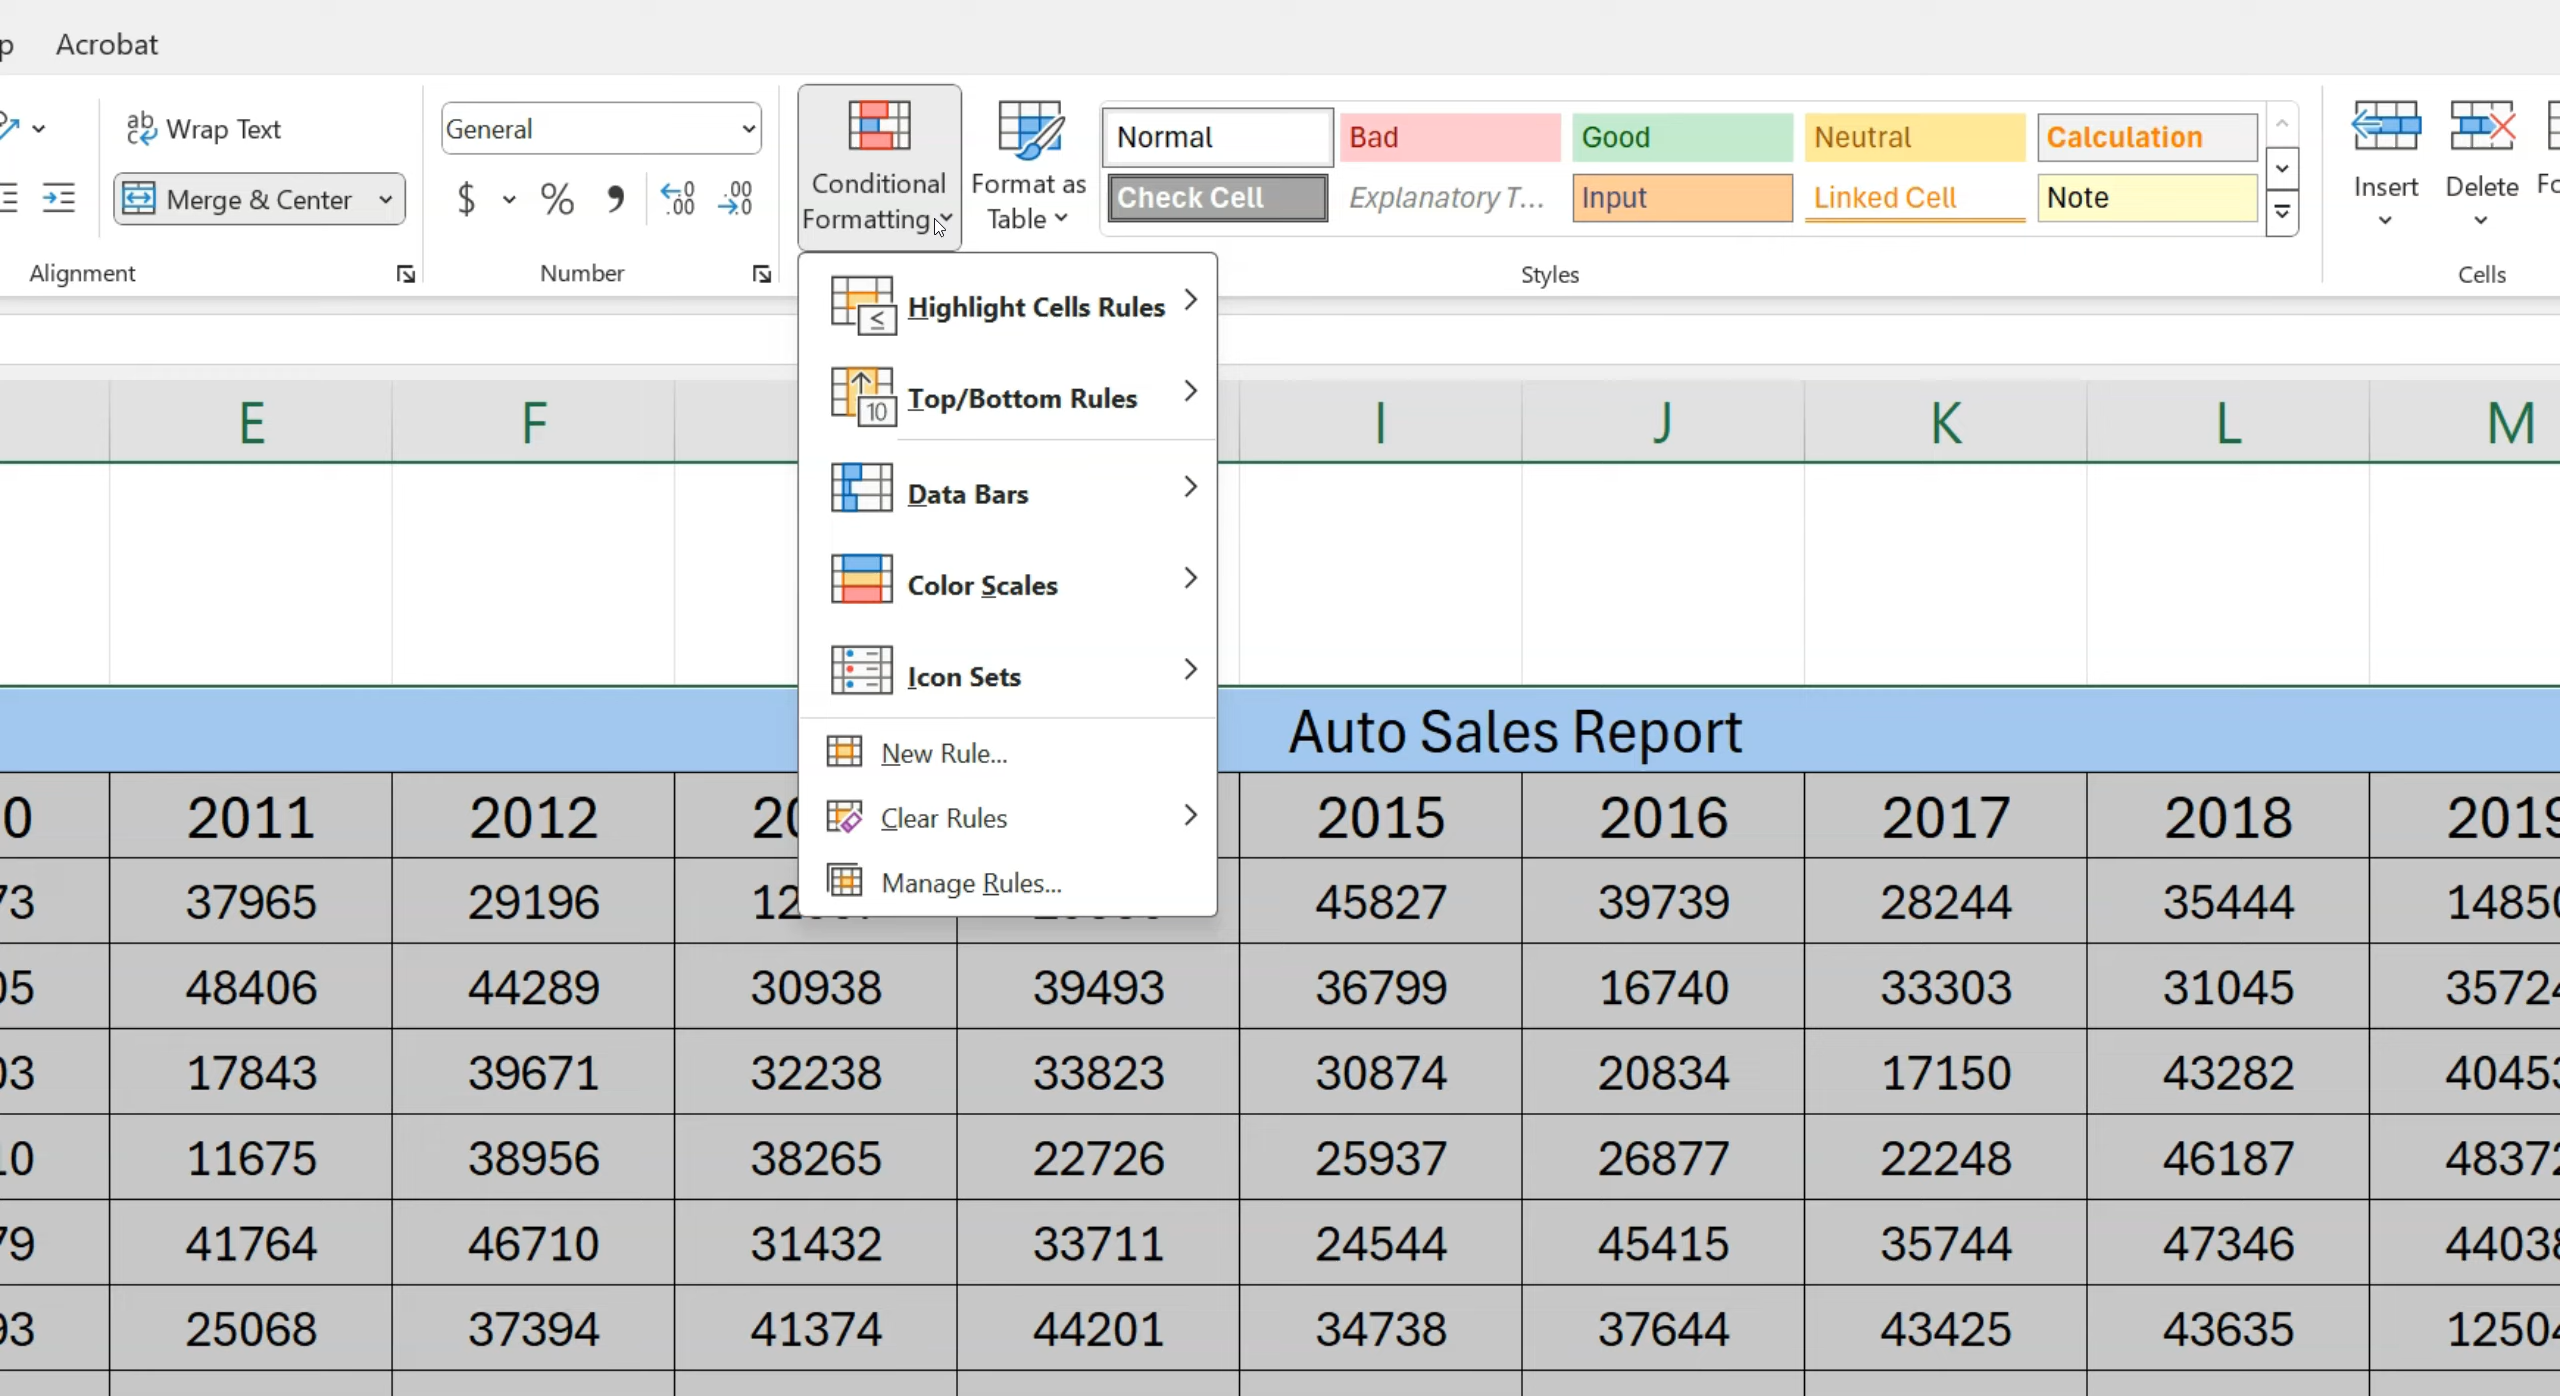 Acrobat
Wrap Text
General
Conditional
Formatting
Format as
Table
Normal
Bad
Good
Neutral
Calculation
Insert
Delete
Merge & Center
$
%
Check Cell
Explanatory T...
Input
Linked Cell
Note
Alignment
Number
Styles
Cells
Highlight Cells Rules
Top/Bottom Rules
Data Bars
Color Scales
Icon Sets
New Rule...
Clear Rules
Manage Rules...
E F I J K L M
Auto Sales Report
2011 2012 2015 2016 2017 2018 2019
37965 29196 45827 39739 28244 35444
48406 44289 30938 39493 36799 16740 33303 31045
17843 39671 32238 33823 30874 20834 17150 43282
11675 38956 38265 22726 25937 26877 22248 46187
41764 46710 31432 33711 24544 45415 35744 47346
25068 37394 41374 44201 34738 37644 43425 43635